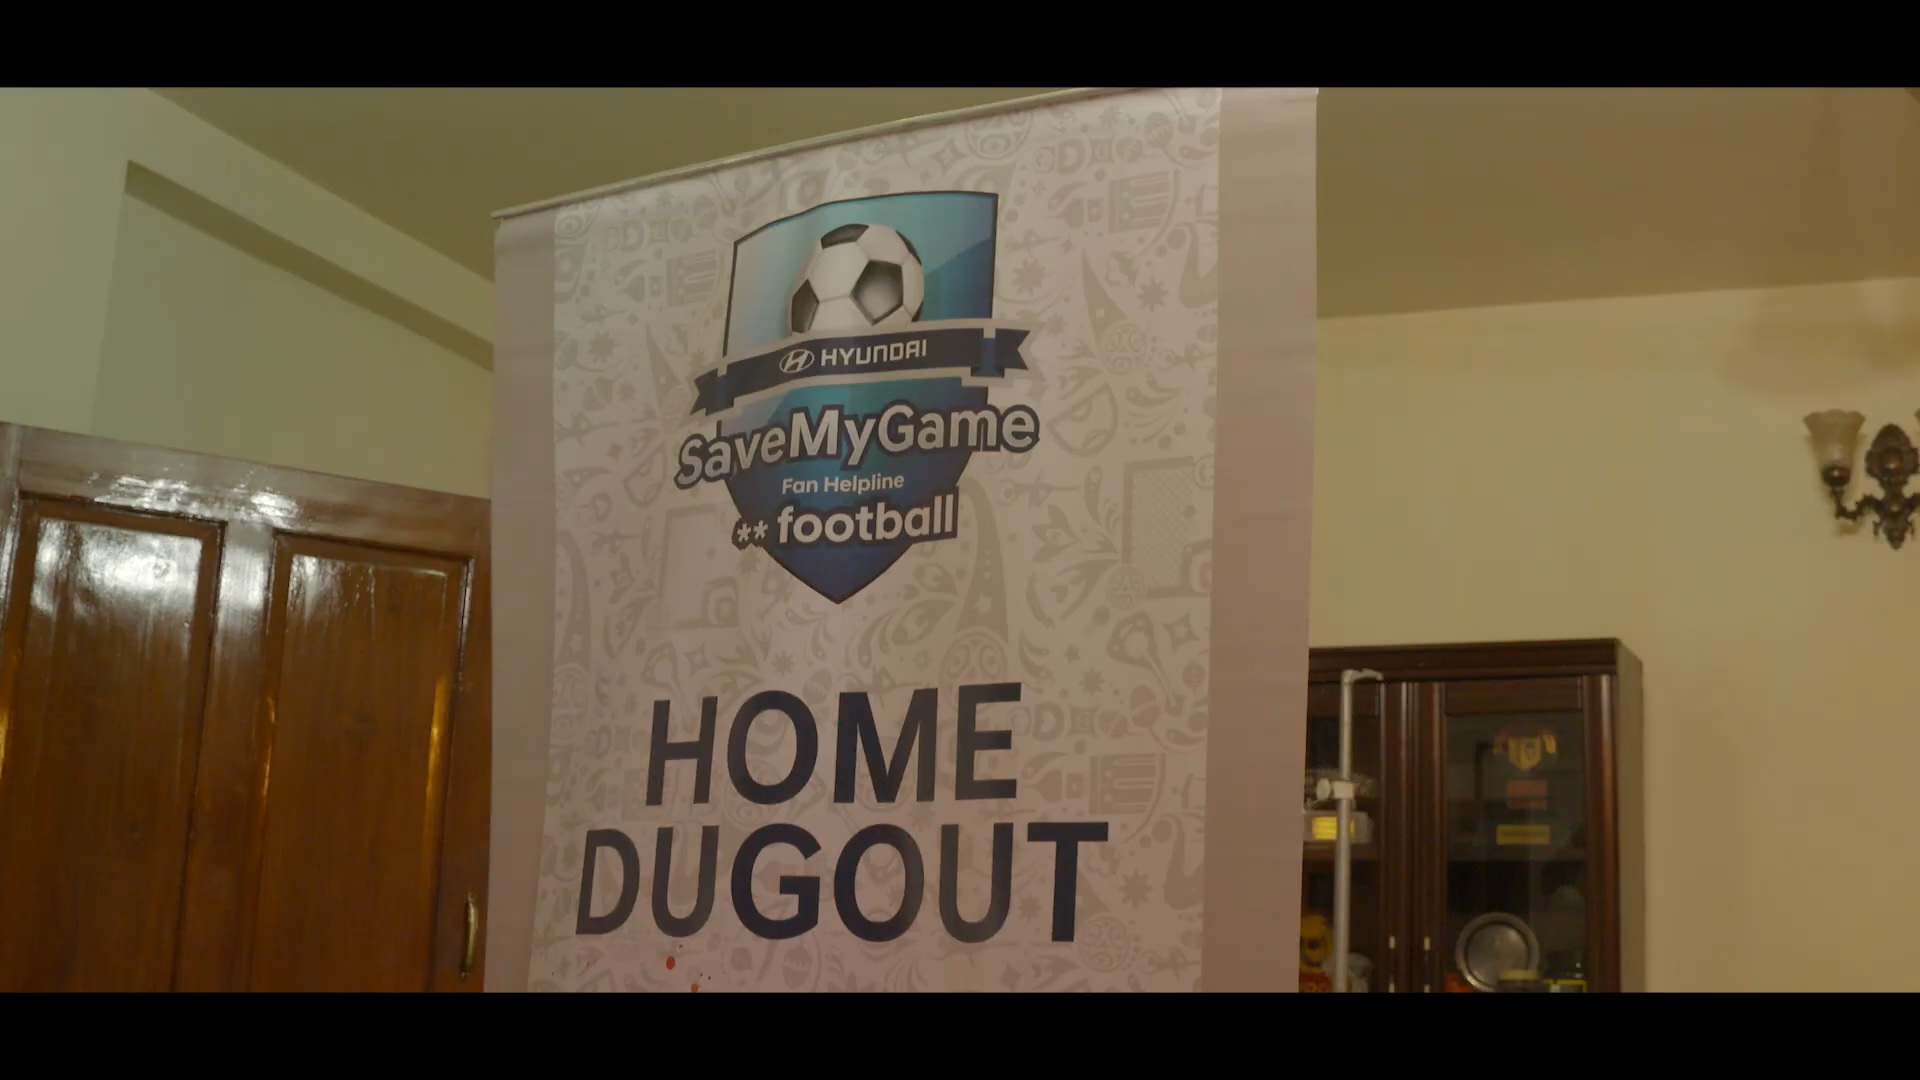 HYUNDAI
SaveMyGame
Fan Helpline
** football
HOME
DUGOUT